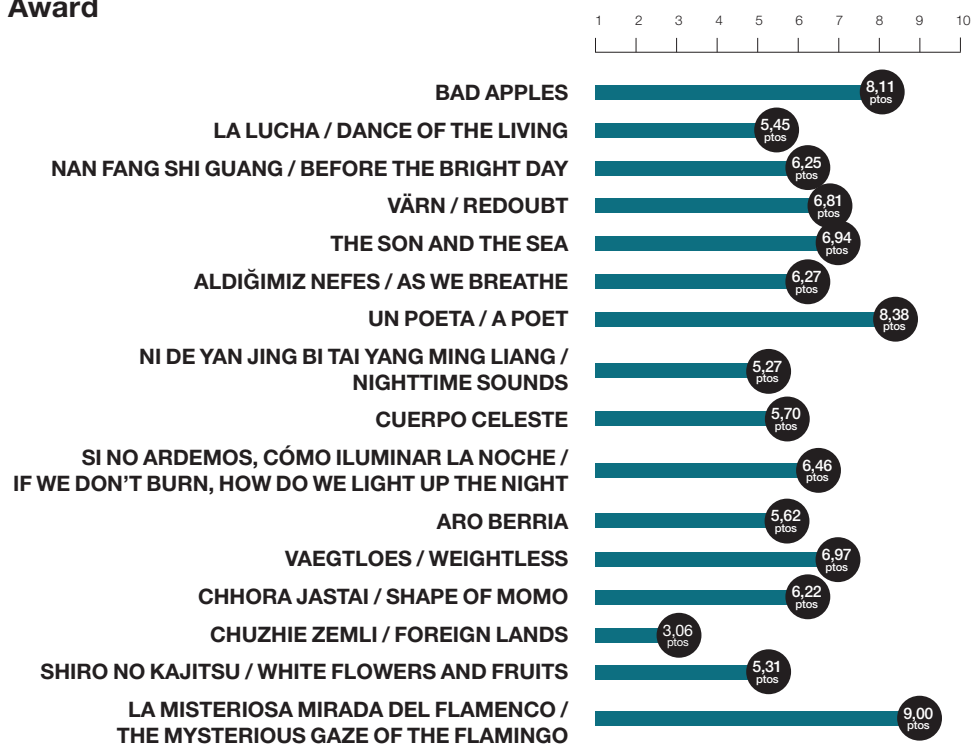 Award
1 2 3 4 5 6 7 8 9 10
BAD APPLES
8,11
ptos
LA LUCHA / DANCE OF THE LIVING
5,45
ptos
NAN FANG SHI GUANG / BEFORE THE BRIGHT DAY
6,25
ptos
VÄRN / REDOUBT
6,81
ptos
THE SON AND THE SEA
6,94
ptos
ALDIĞIMIZ NEFES / AS WE BREATHE
6,27
ptos
UN POETA / A POET
8,38
ptos
NI DE YAN JING BI TAI YANG MING LIANG /
NIGHTTIME SOUNDS
5,27
ptos
CUERPO CELESTE
5,70
ptos
SI NO ARDEMOS, CÓMO ILUMINAR LA NOCHE /
IF WE DON’T BURN, HOW DO WE LIGHT UP THE NIGHT
6,46
ptos
ARO BERRIA
5,62
ptos
VAEGTLOES / WEIGHTLESS
6,97
ptos
CHHORA JASTAI / SHAPE OF MOMO
6,22
ptos
CHUZHIE ZEMLI / FOREIGN LANDS
3,06
ptos
SHIRO NO KAJITSU / WHITE FLOWERS AND FRUITS
5,31
ptos
LA MISTERIOSA MIRADA DEL FLAMENCO /
THE MYSTERIOUS GAZE OF THE FLAMINGO
9,00
ptos